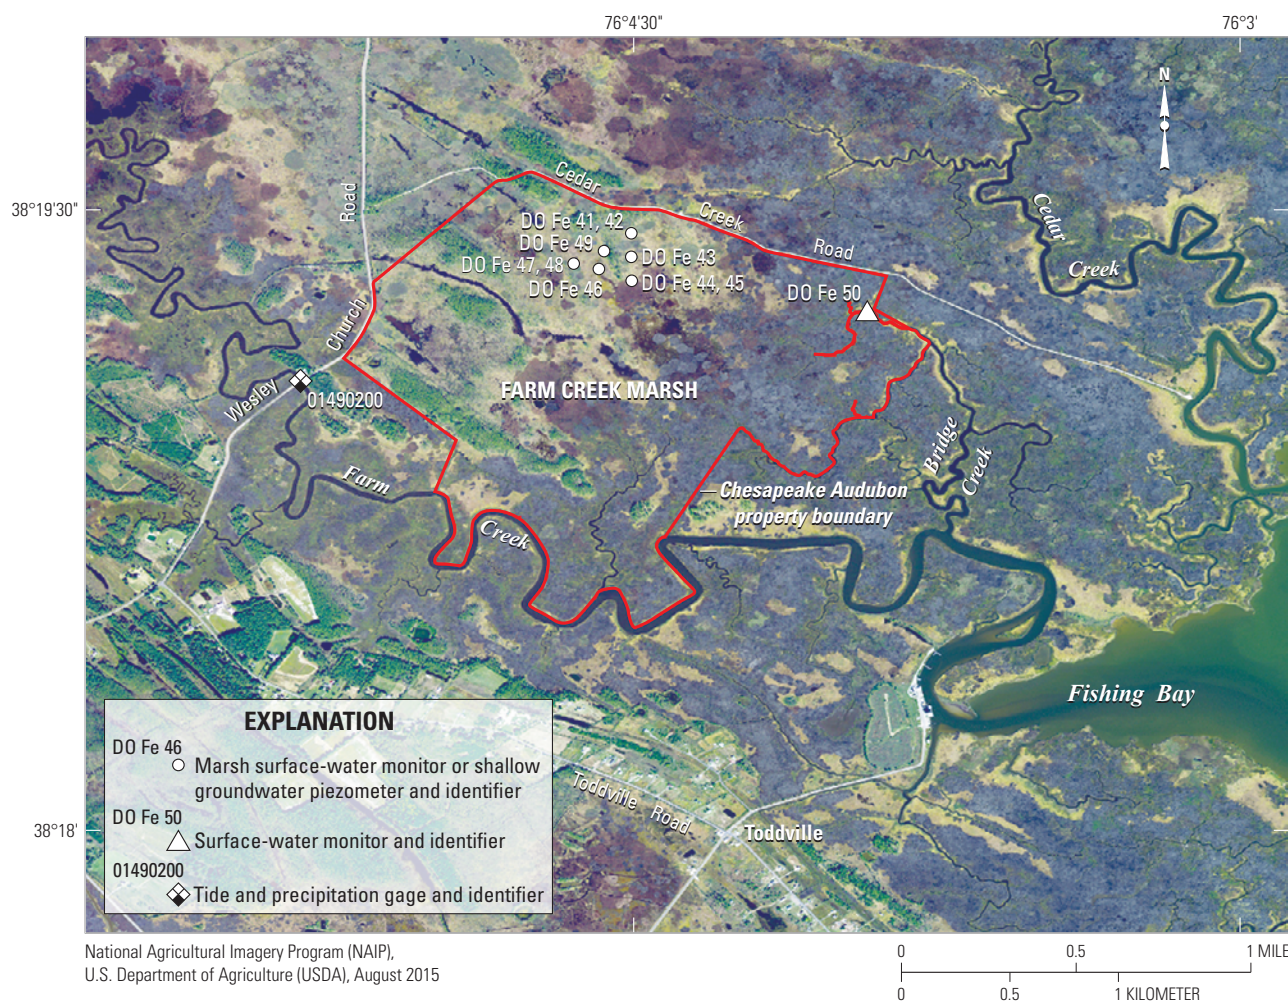 76°4'30"
76°3'
N
38°19'30"
Road
Cedar
Creek
Road
Cedar
Creek
DO Fe 41, 42
DO Fe 49
DO Fe 43
DO Fe 47, 48
DO Fe 46
DO Fe 44, 45
DO Fe 50
Church
Wesley
01490200
FARM CREEK MARSH
Bridge
Creek
Farm
Creek
Chesapeake Audubon
property boundary
Fishing Bay
Toddville Road
Toddville
38°18'
EXPLANATION
DO Fe 46
Marsh surface-water monitor or shallow
groundwater piezometer and identifier
DO Fe 50
Surface-water monitor and identifier
01490200
Tide and precipitation gage and identifier
National Agricultural Imagery Program (NAIP),
U.S. Department of Agriculture (USDA), August 2015
0 0.5 1 MILE
0 0.5 1 KILOMETER